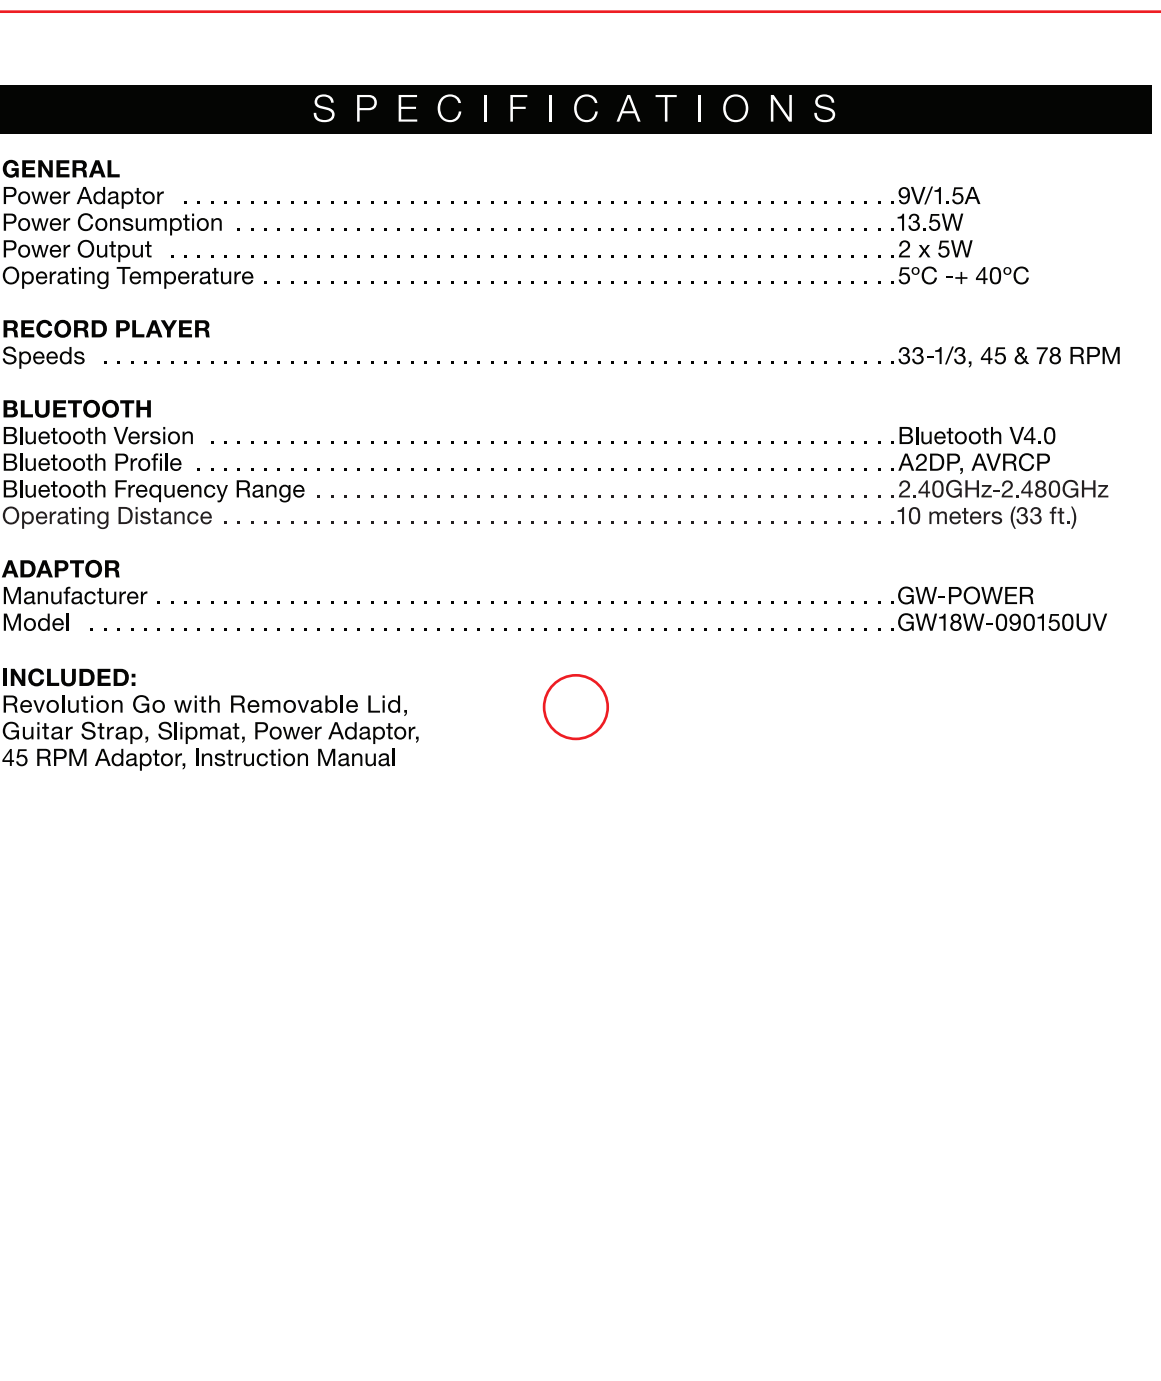 SPECIFICATIONS
GENERAL
Power Adaptor . . . . . . . . . . . . . . . . . . . . . . . . . . . . . . . . . . . . . . . . . . . . . . . . . . . . . .9V/1.5A
Power Consumption . . . . . . . . . . . . . . . . . . . . . . . . . . . . . . . . . . . . . . . . . . . . . . . . . .13.5W
Power Output . . . . . . . . . . . . . . . . . . . . . . . . . . . . . . . . . . . . . . . . . . . . . . . . . . . . . . .2 x 5W
Operating Temperature . . . . . . . . . . . . . . . . . . . . . . . . . . . . . . . . . . . . . . . . . . . . . . . .5°C -+ 40°C
RECORD PLAYER
Speeds . . . . . . . . . . . . . . . . . . . . . . . . . . . . . . . . . . . . . . . . . . . . . . . . . . . . . . . . . . . .33-1/3, 45 & 78 RPM
BLUETOOTH
Bluetooth Version . . . . . . . . . . . . . . . . . . . . . . . . . . . . . . . . . . . . . . . . . . . . . . . . . . . .Bluetooth V4.0
Bluetooth Profile . . . . . . . . . . . . . . . . . . . . . . . . . . . . . . . . . . . . . . . . . . . . . . . . . . . . .A2DP, AVRCP
Bluetooth Frequency Range . . . . . . . . . . . . . . . . . . . . . . . . . . . . . . . . . . . . . . . . . . . .2.40GHz-2.480GHz
Operating Distance . . . . . . . . . . . . . . . . . . . . . . . . . . . . . . . . . . . . . . . . . . . . . . . . . . .10 meters (33 ft.)
ADAPTOR
Manufacturer . . . . . . . . . . . . . . . . . . . . . . . . . . . . . . . . . . . . . . . . . . . . . . . . . . . . . . . .GW-POWER
Model . . . . . . . . . . . . . . . . . . . . . . . . . . . . . . . . . . . . . . . . . . . . . . . . . . . . . . . . . . . . .GW18W-090150UV
INCLUDED:
Revolution Go with Removable Lid,
Guitar Strap, Slipmat, Power Adaptor,
45 RPM Adaptor, Instruction Manual